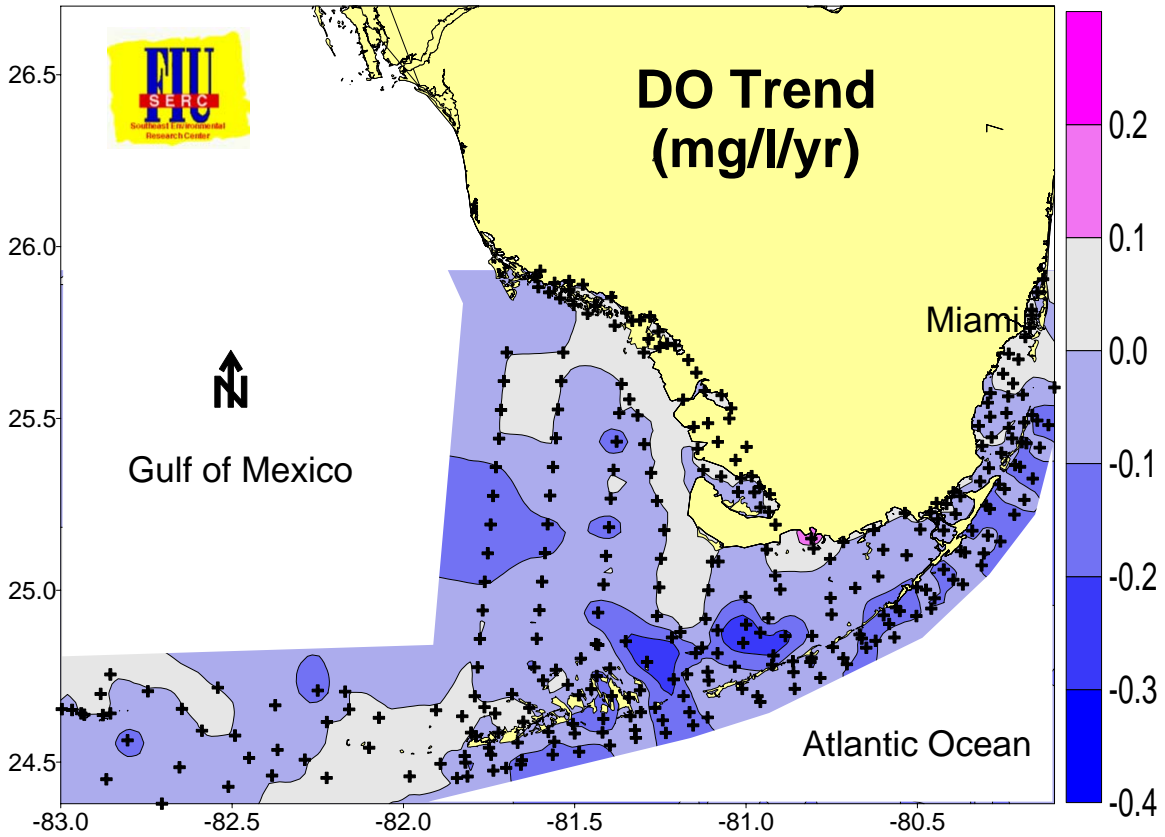 FIU
SERC
Southeast Environmental
Research Center
DO Trend
(mg/l/yr)
Miami
N
Gulf of Mexico
Atlantic Ocean
26.5
26.0
25.5
25.0
24.5
-83.0
-82.5
-82.0
-81.5
-81.0
-80.5
0.2
0.1
0.0
-0.1
-0.2
-0.3
-0.4